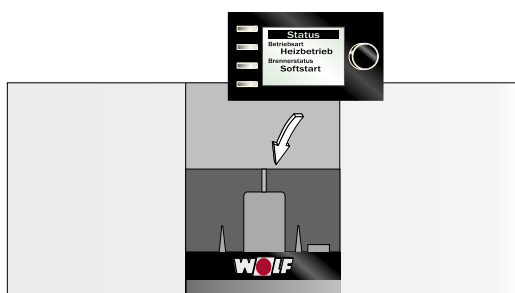 Status
Betriebsart
Heizbetrieb
Brennerstatus
Softstart
WOLF